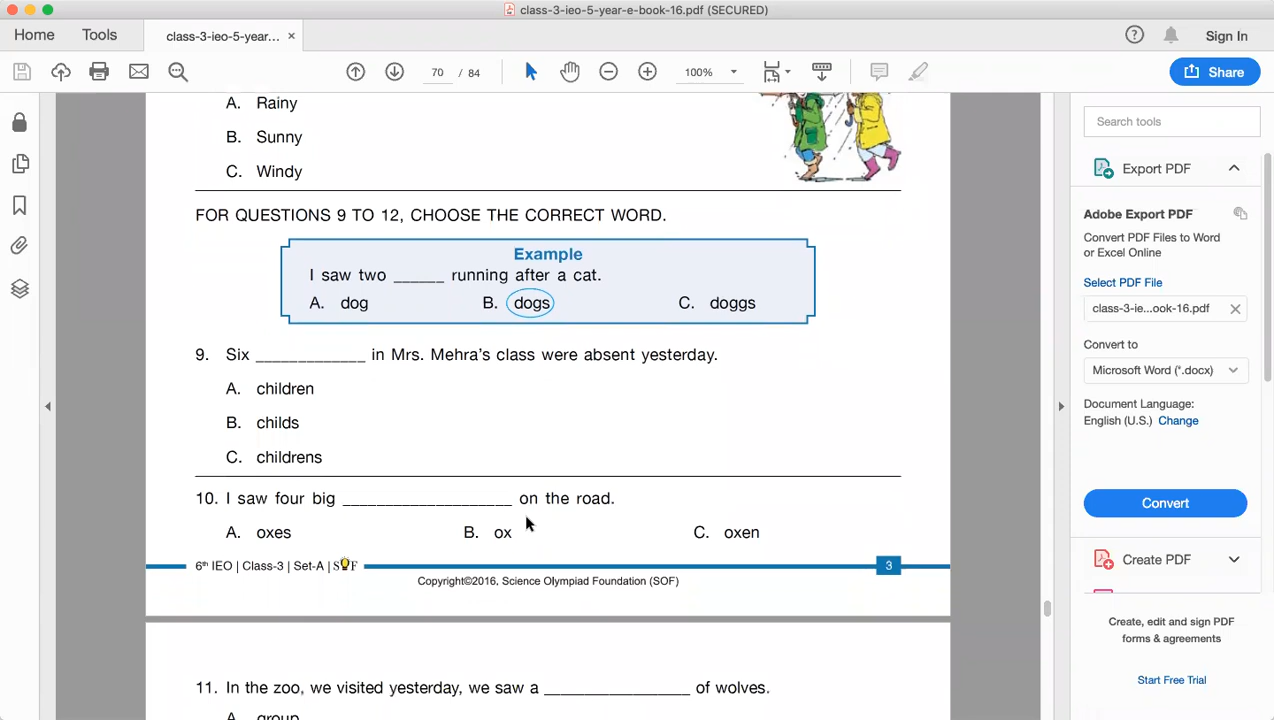 class-3-ieo-5-year-e-book-16.pdf (SECURED)
Home Tools class-3-ieo-5-year... × Sign In
70 / 84 100% Share
A. Rainy
B. Sunny
C. Windy
FOR QUESTIONS 9 TO 12, CHOOSE THE CORRECT WORD.
Example
I saw two ______ running after a cat.
A. dog B. dogs C. doggs
9. Six _____________ in Mrs. Mehra's class were absent yesterday.
A. children
B. childs
C. childrens
10. I saw four big ____________________ on the road.
A. oxes B. ox C. oxen
6th IEO | Class-3 | Set-A | SOF 3
Copyright©2016, Science Olympiad Foundation (SOF)
11. In the zoo, we visited yesterday, we saw a _________________ of wolves.
A. group
Search tools
Export PDF
Adobe Export PDF
Convert PDF Files to Word
or Excel Online
Select PDF File
class-3-ie...ook-16.pdf
Convert to
Microsoft Word (*.docx)
Document Language:
English (U.S.) Change
Convert
Create PDF
Create, edit and sign PDF
forms & agreements
Start Free Trial